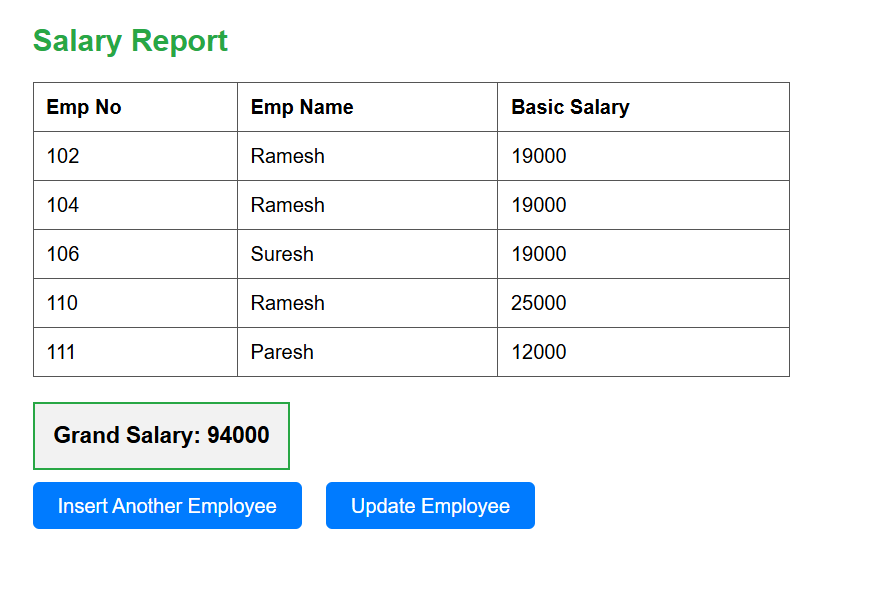 Salary Report
Emp No Emp Name Basic Salary
102 Ramesh 19000
104 Ramesh 19000
106 Suresh 19000
110 Ramesh 25000
111 Paresh 12000
Grand Salary: 94000
Insert Another Employee Update Employee